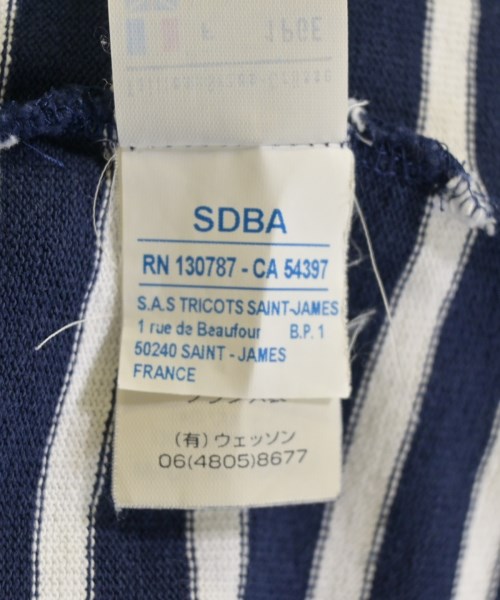 SDBA
RN 130787 - CA 54397
S.A.S TRICOTS SAINT-JAMES
1 rue de Beaufour B.P. 1
50240 SAINT - JAMES
FRANCE
(有)ウェッソン
06(4805)8677